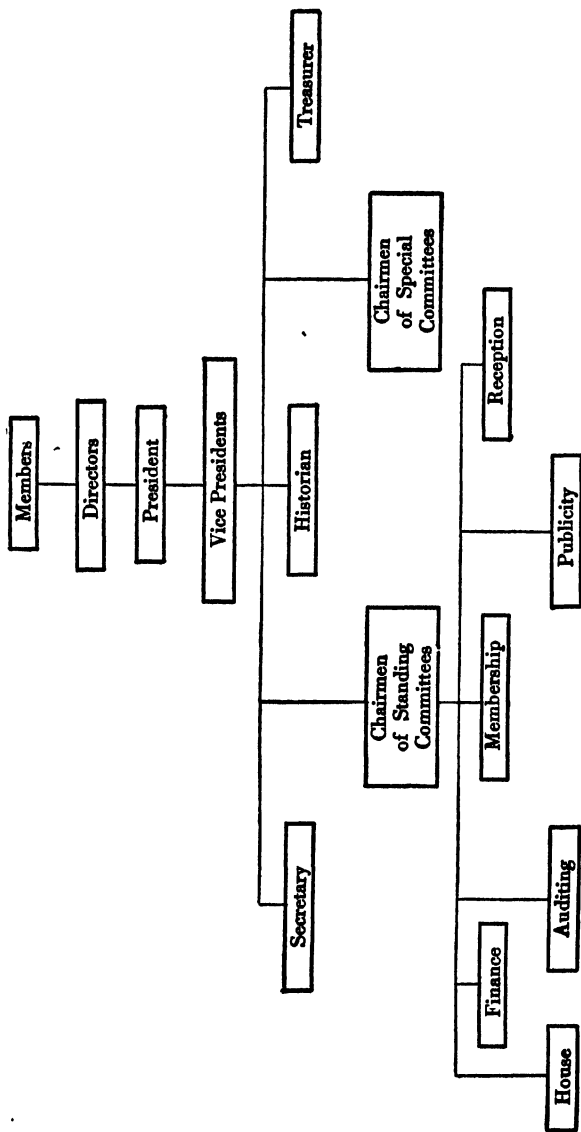 Members
Directors
President
Vice Presidents
Secretary
Historian
Treasurer
Chairmen
of Standing
Committees
Chairmen
of Special
Committees
Finance
Membership
Reception
House
Auditing
Publicity